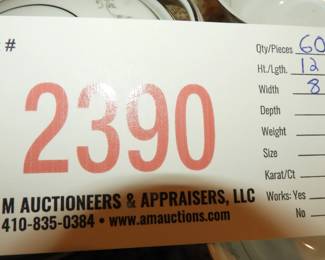 #
2390
M AUCTIONEERS & APPRAISERS, LLC
410-835-0384 • www.amauctions.com
Qty/Pieces 60
Ht./Lgth. 12
Width 8
Depth
Weight
Size
Karat/Ct
Works: Yes
No